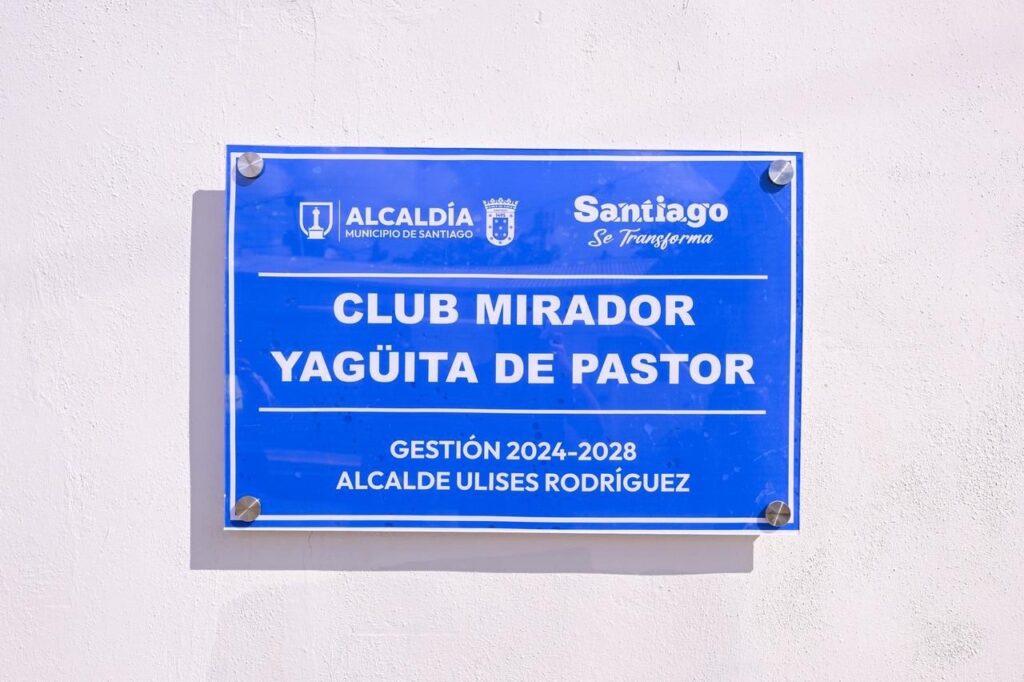 ALCALDÍA
MUNICIPIO DE SANTIAGO
Santiago
Se Transforma
CLUB MIRADOR
YAGÜITA DE PASTOR
GESTIÓN 2024-2028
ALCALDE ULISES RODRÍGUEZ